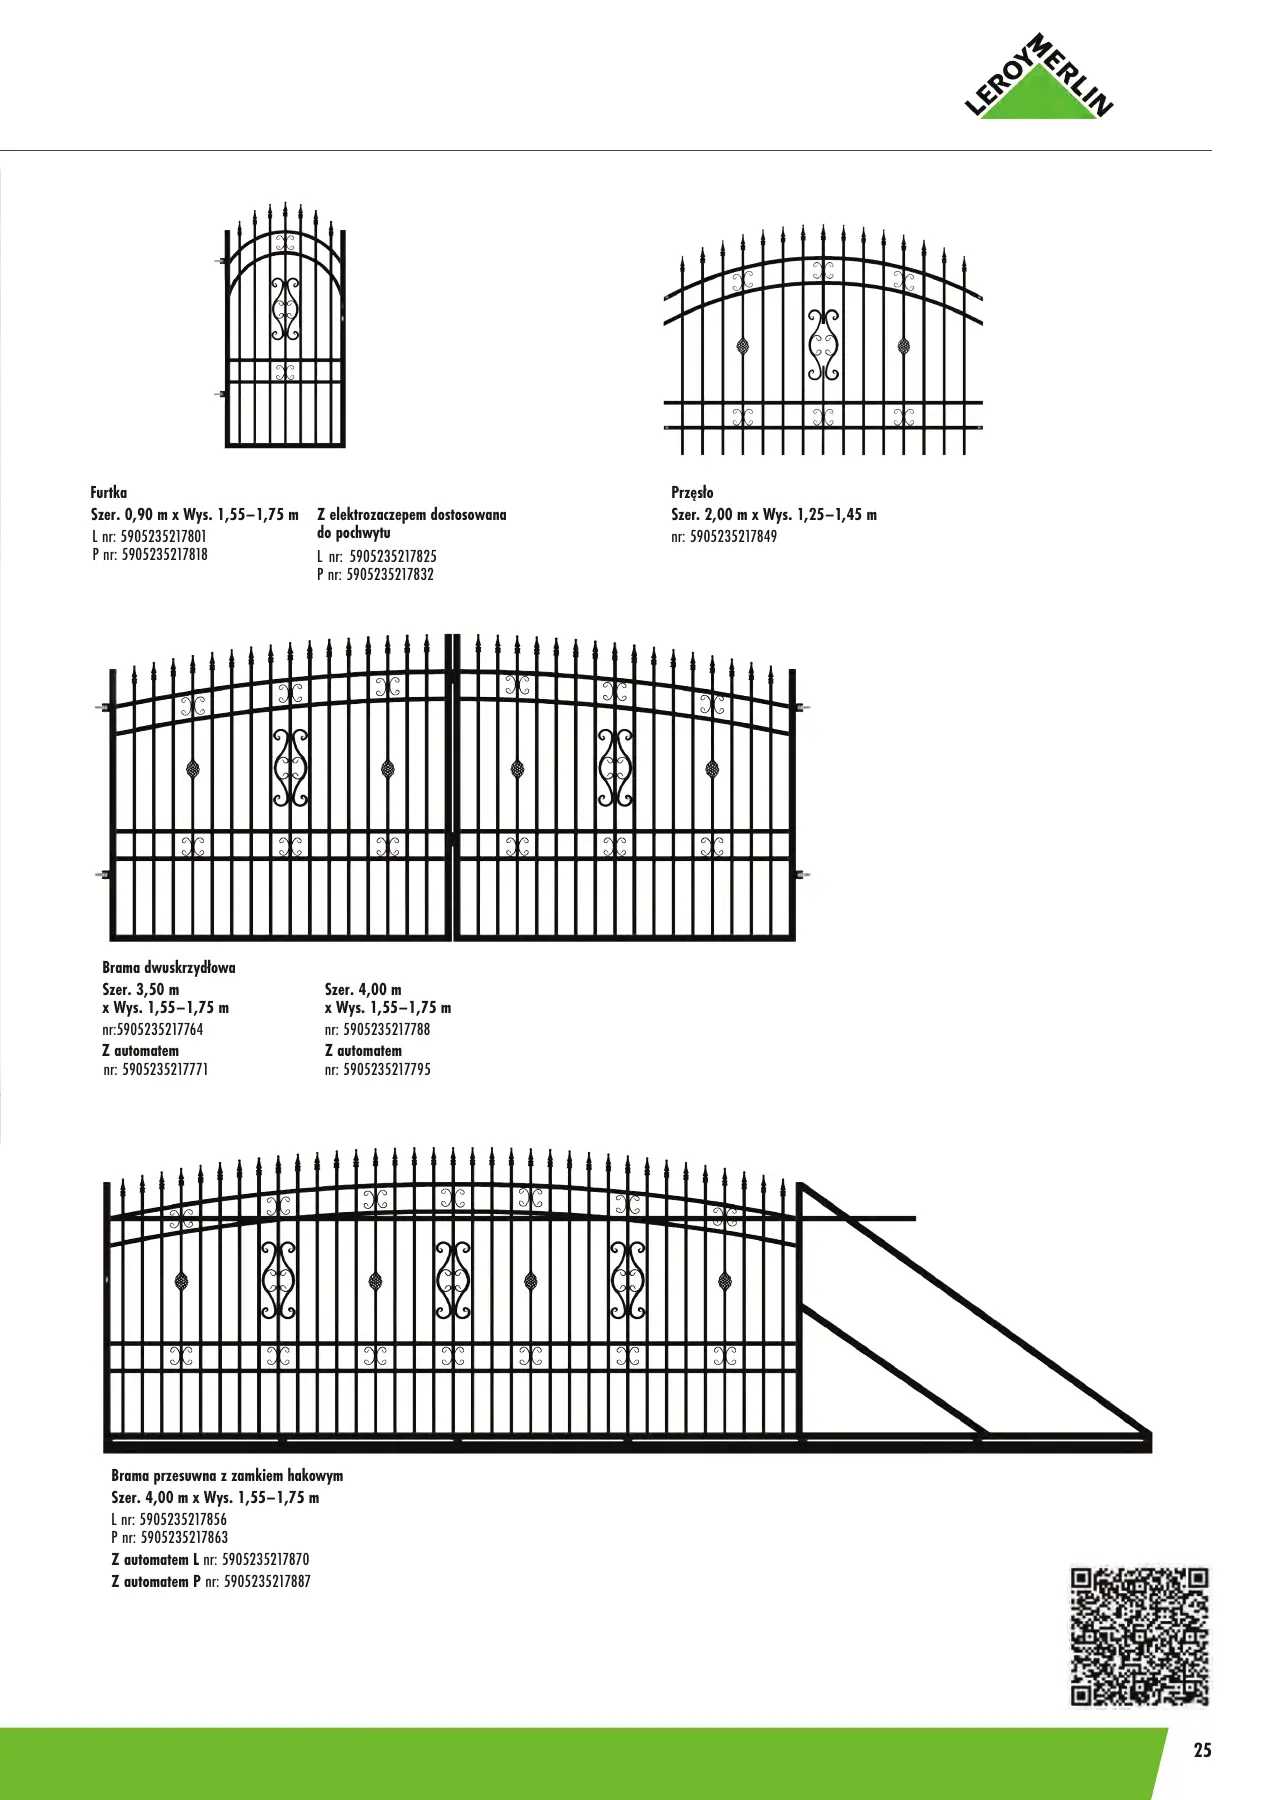 LEROY MERLIN
Furtka
Szer. 0,90 m x Wys. 1,55–1,75 m
L nr: 5905235217801
P nr: 5905235217818
Z elektrozaczepem dostosowana
do pochwytu
L nr: 5905235217825
P nr: 5905235217832
Przęsło
Szer. 2,00 m x Wys. 1,25–1,45 m
nr: 5905235217849
Brama dwuskrzydłowa
Szer. 3,50 m
x Wys. 1,55–1,75 m
nr:5905235217764
Z automatem
nr: 5905235217771
Szer. 4,00 m
x Wys. 1,55–1,75 m
nr: 5905235217788
Z automatem
nr: 5905235217795
Brama przesuwna z zamkiem hakowym
Szer. 4,00 m x Wys. 1,55–1,75 m
L nr: 5905235217856
P nr: 5905235217863
Z automatem L nr: 5905235217870
Z automatem P nr: 5905235217887
25